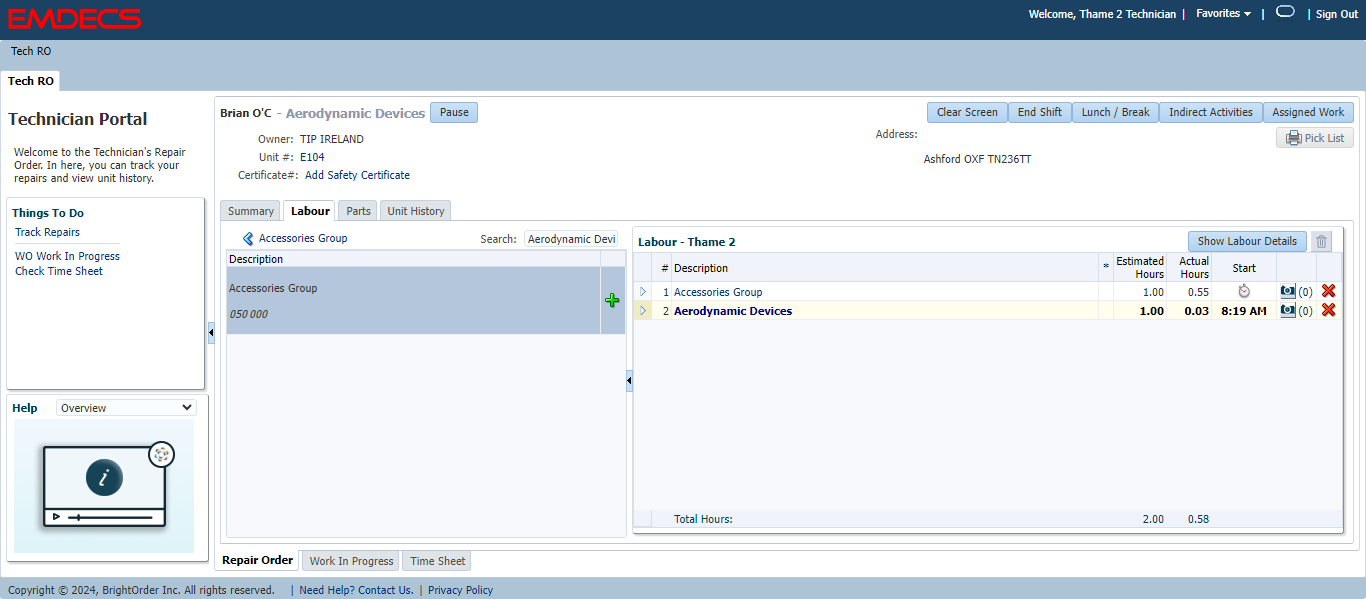 EMDECS
Welcome, Thame 2 Technician | Favorites | | Sign Out
Tech RO
Tech RO
Technician Portal
Welcome to the Technician's Repair
Order. In here, you can track your
repairs and view unit history.
Things To Do
Track Repairs
WO Work In Progress
Check Time Sheet
Help Overview
i
Brian O'C - Aerodynamic Devices Pause
Clear Screen End Shift Lunch / Break Indirect Activities Assigned Work
Owner: TIP IRELAND
Unit #: E104
Certificate#: Add Safety Certificate
Address:
Pick List
Ashford OXF TN236TT
Summary Labour Parts Unit History
Accessories Group Search: Aerodynamic Devi
Description
Accessories Group
050 000
Labour - Thame 2 Show Labour Details
# Description * Estimated Hours Actual Hours Start
1 Accessories Group 1.00 0.55 (0)
2 Aerodynamic Devices 1.00 0.03 8:19 AM (0)
Total Hours: 2.00 0.58
Repair Order Work In Progress Time Sheet
Copyright © 2024, BrightOrder Inc. All rights reserved. | Need Help? Contact Us. | Privacy Policy